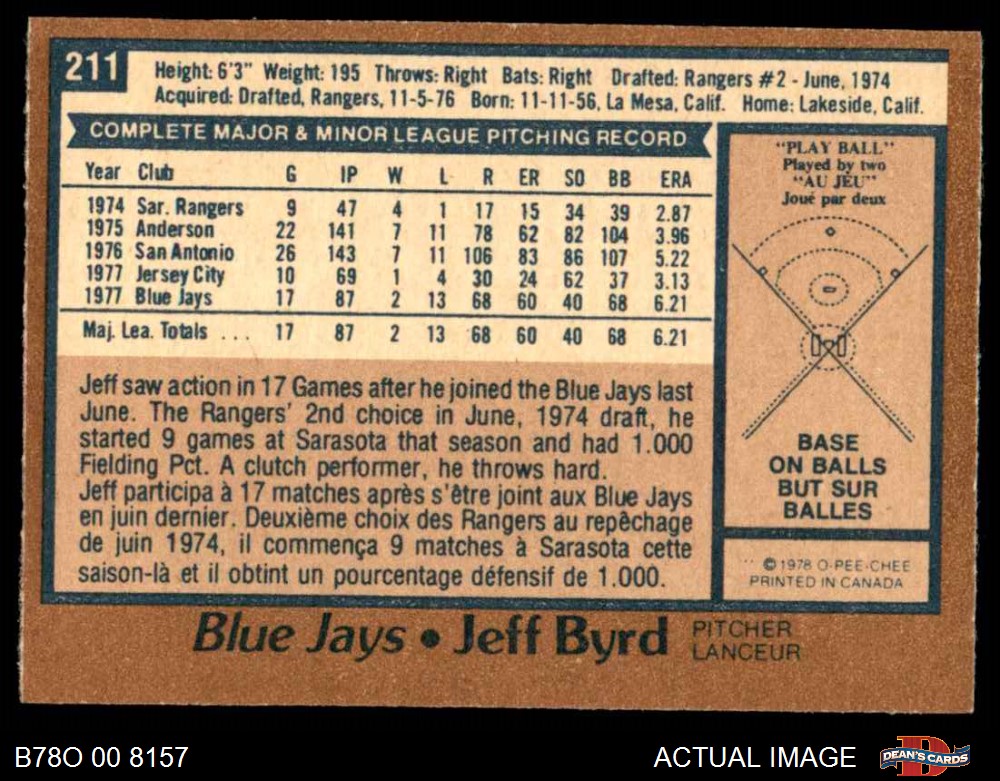 211
Height: 6'3" Weight: 195 Throws: Right Bats: Right Drafted: Rangers #2 - June, 1974
Acquired: Drafted, Rangers, 11-5-76 Born: 11-11-56, La Mesa, Calif. Home: Lakeside, Calif.
COMPLETE MAJOR & MINOR LEAGUE PITCHING RECORD
Year Club G IP W L R ER SO BB ERA
1974 Sar. Rangers 9 47 4 1 17 15 34 39 2.87
1975 Anderson 22 141 7 11 78 62 82 104 3.96
1976 San Antonio 26 143 7 11 106 83 86 107 5.22
1977 Jersey City 10 69 1 4 30 24 62 37 3.13
1977 Blue Jays 17 87 2 13 68 60 40 68 6.21
Maj. Lea. Totals ... 17 87 2 13 68 60 40 68 6.21
Jeff saw action in 17 Games after he joined the Blue Jays last
June. The Rangers' 2nd choice in June, 1974 draft, he
started 9 games at Sarasota that season and had 1.000
Fielding Pct. A clutch performer, he throws hard.
Jeff participa à 17 matches après s'être joint aux Blue Jays
en juin dernier. Deuxième choix des Rangers au repêchage
de juin 1974, il commença 9 matches à Sarasota cette
saison-là et il obtint un pourcentage défensif de 1.000.
"PLAY BALL"
Played by two
"AU JEU"
Joué par deux
BASE
ON BALLS
BUT SUR
BALLES
© 1978 O-PEE-CHEE
PRINTED IN CANADA
Blue Jays • Jeff Byrd PITCHER
LANCEUR
B78O 00 8157
ACTUAL IMAGE
DEAN'S CARDS